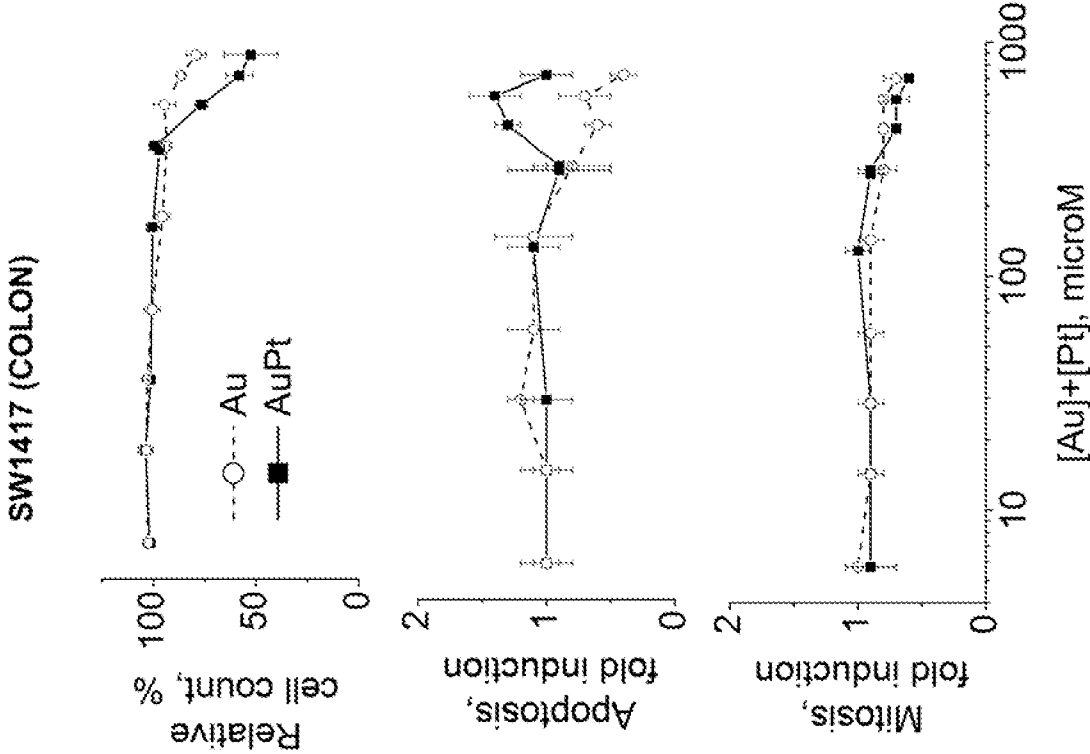 SW1417 (COLON)
Relative
cell count, %
100
50
0
Au
AuPt
Apoptosis,
fold induction
2
1
0
Mitosis,
fold induction
2
1
0
10
100
1000
[Au]+[Pt], microM